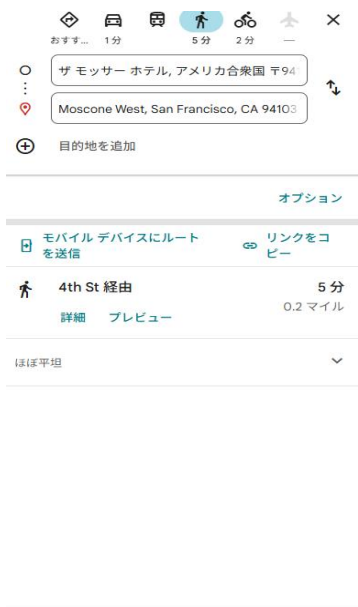 おすす… 1 分 5 分 2 分 —
ザ モッサー ホテル, アメリカ合衆国 〒94
Moscone West, San Francisco, CA 94103
目的地を追加
オプション
モバイル デバイスにルート
を送信
リンクをコ
ピー
4th St 経由 5 分
0.2 マイル
詳細 プレビュー
ほぼ平坦